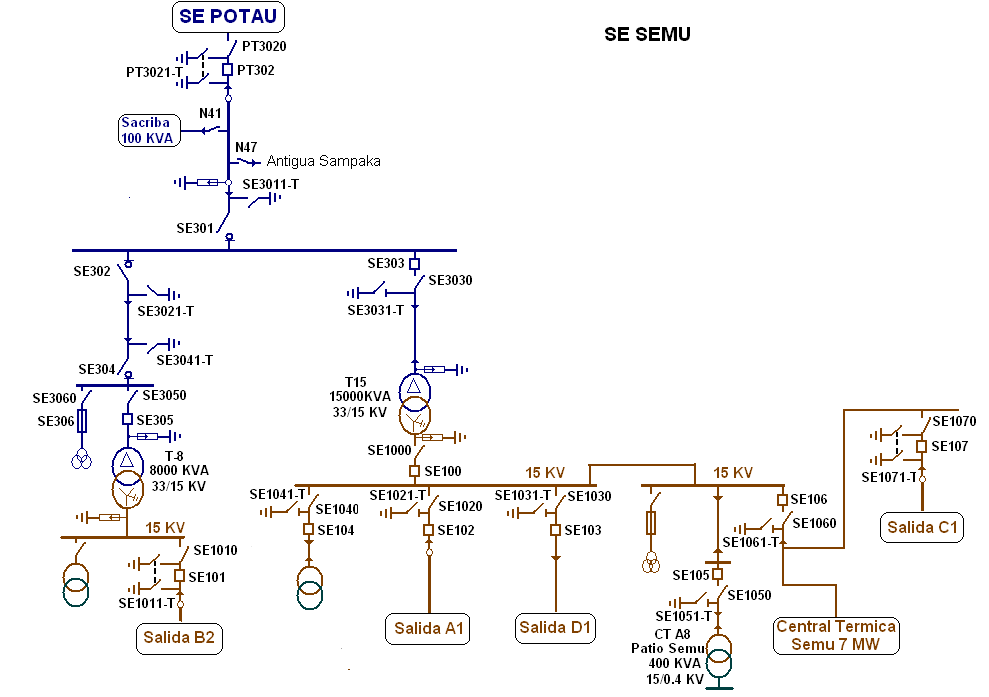 SE POTAU
SE SEMU
PT3020
PT3021-T
PT302
N41
Sacriba
100 KVA
N47
Antigua Sampaka
SE3011-T
SE301
SE302
SE303
SE3030
SE3021-T
SE3031-T
SE3041-T
SE304
T15
15000KVA
33/15 KV
SE3060
SE3050
SE306
SE305
T-8
8000 KVA
33/15 KV
SE1000
SE100
15 KV
15 KV
SE1070
SE107
SE1071-T
Salida C1
SE1041-T
SE1040
SE104
SE1021-T
SE1020
SE102
SE1031-T
SE1030
SE103
SE106
SE1060
SE1061-T
15 KV
SE1010
SE101
SE1011-T
SE105
SE1050
SE1051-T
Salida B2
Salida A1
Salida D1
CT A8
Patio Semu
400 KVA
15/0.4 KV
Central Termica
Semu 7 MW